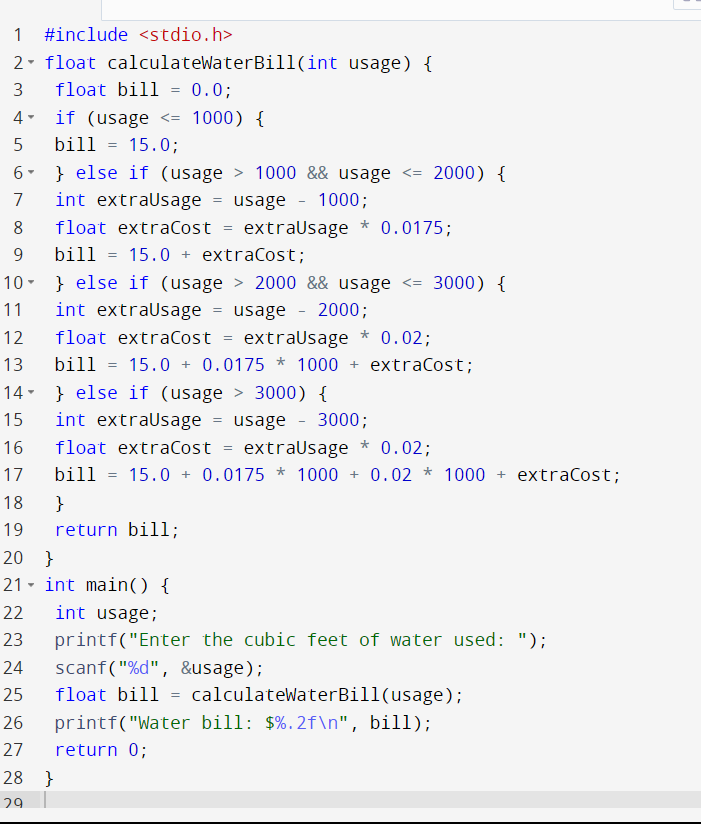 1 #include <stdio.h>
2 float calculateWaterBill(int usage) {
3 float bill = 0.0;
4 if (usage <= 1000) {
5 bill = 15.0;
6 } else if (usage > 1000 && usage <= 2000) {
7 int extraUsage = usage - 1000;
8 float extraCost = extraUsage * 0.0175;
9 bill = 15.0 + extraCost;
10 } else if (usage > 2000 && usage <= 3000) {
11 int extraUsage = usage - 2000;
12 float extraCost = extraUsage * 0.02;
13 bill = 15.0 + 0.0175 * 1000 + extraCost;
14 } else if (usage > 3000) {
15 int extraUsage = usage - 3000;
16 float extraCost = extraUsage * 0.02;
17 bill = 15.0 + 0.0175 * 1000 + 0.02 * 1000 + extraCost;
18 }
19 return bill;
20 }
21 int main() {
22 int usage;
23 printf("Enter the cubic feet of water used: ");
24 scanf("%d", &usage);
25 float bill = calculateWaterBill(usage);
26 printf("Water bill: $%.2f\n", bill);
27 return 0;
28 }
29